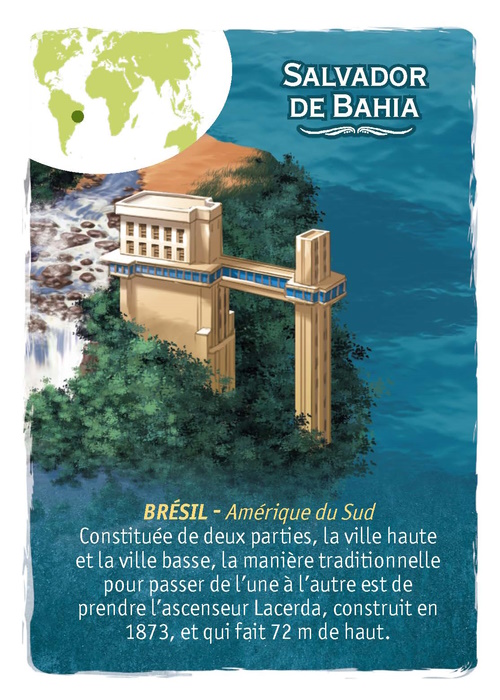 Salvador
de Bahia
BRÉSIL - Amérique du Sud
Constituée de deux parties, la ville haute
et la ville basse, la manière traditionnelle
pour passer de l'une à l'autre est de
prendre l'ascenseur Lacerda, construit en
1873, et qui fait 72 m de haut.